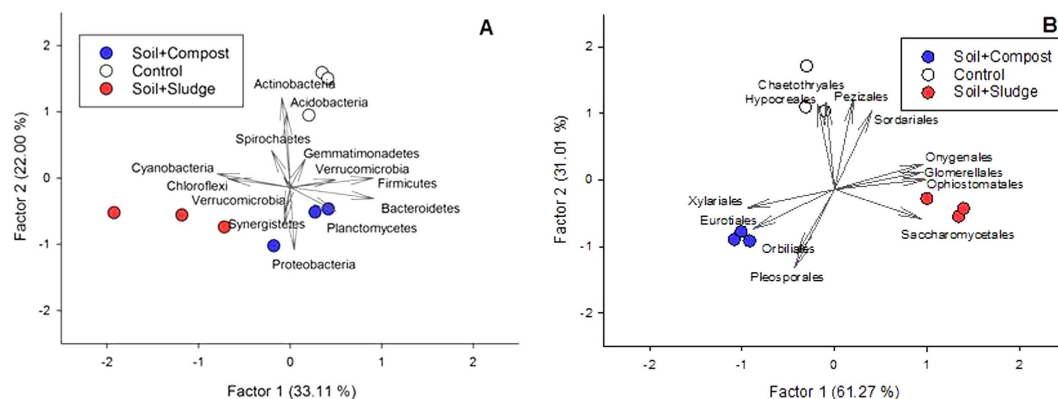 A
Soil+Compost
Control
Soil+Sludge
Actinobacteria
Acidobacteria
Spirochaetes
Gemmatimonadetes
Cyanobacteria
Verrucomicrobia
Chloroflexi
Firmicutes
Verrucomicrobia
Bacteroidetes
Synergistetes
Planctomycetes
Proteobacteria
Factor 2 (22.00 %)
2
1
0
-1
-2
-2
-1
0
1
2
Factor 1 (33.11 %)
B
Soil+Compost
Control
Soil+Sludge
Chaetothryales
Hypocreales
Pezizales
Sordariales
Onygenales
Glomerellales
Ophiostomatales
Xylariales
Eurotiales
Saccharomycetales
Orbiliales
Pleosporales
Factor 2 (31.01 %)
2
1
0
-1
-2
-2
-1
0
1
2
Factor 1 (61.27 %)